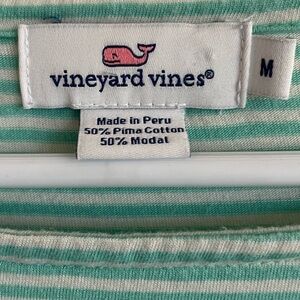 vineyard vines®
M
Made in Peru
50% Pima Cotton
50% Modal